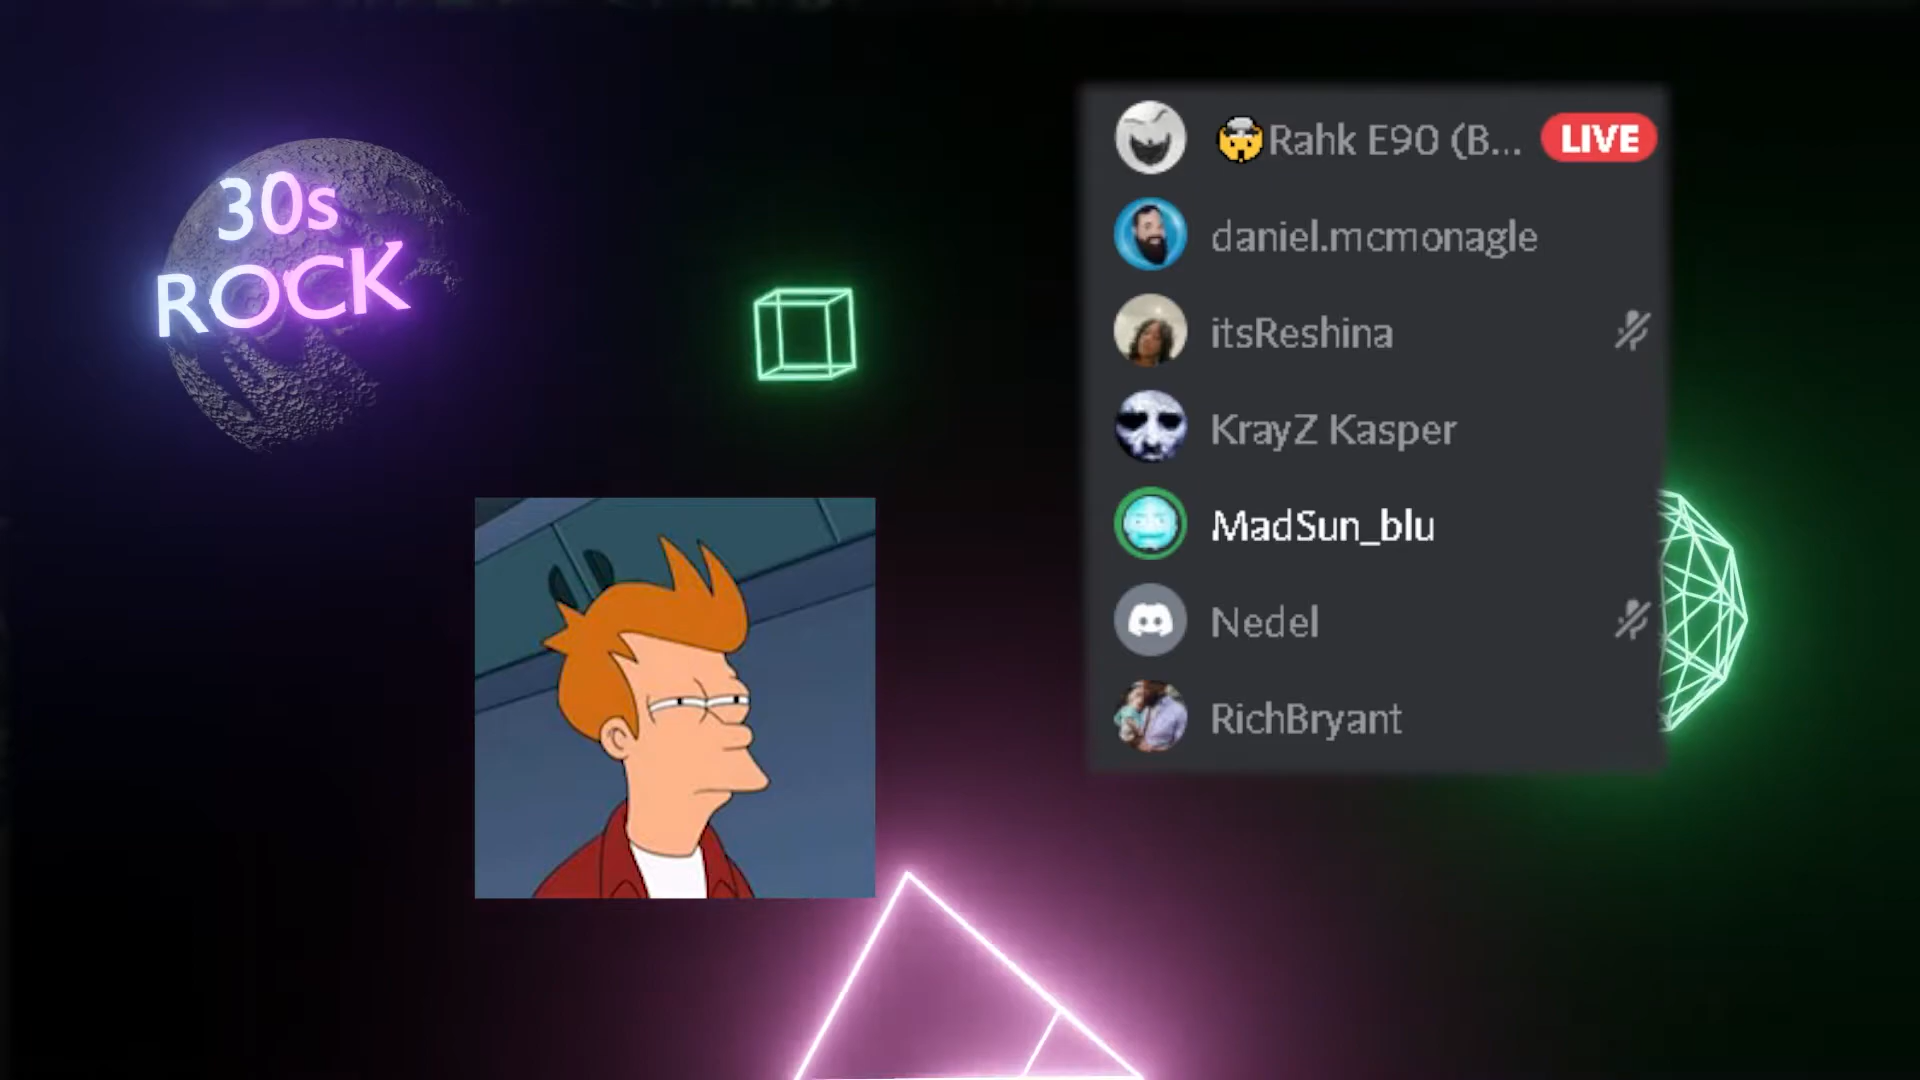 30s
ROCK
🤯Rahk E90 (B... LIVE
daniel.mcmonagle
itsReshina
KrayZ Kasper
MadSun_blu
Nedel
RichBryant